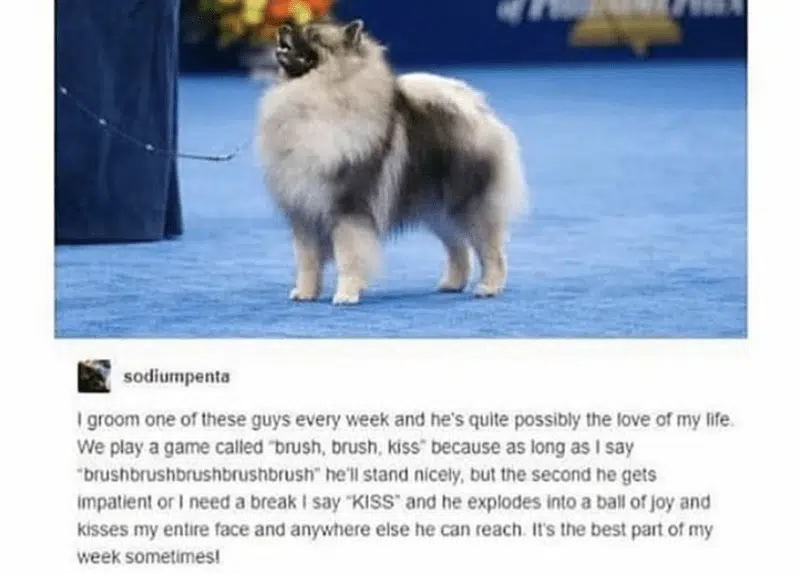 sodiumpenta
I groom one of these guys every week and he's quite possibly the love of my life.
We play a game called "brush, brush, kiss" because as long as I say
"brushbrushbrushbrushbrush" he'll stand nicely, but the second he gets
impatient or I need a break I say "KISS" and he explodes into a ball of joy and
kisses my entire face and anywhere else he can reach. It's the best part of my
week sometimes!